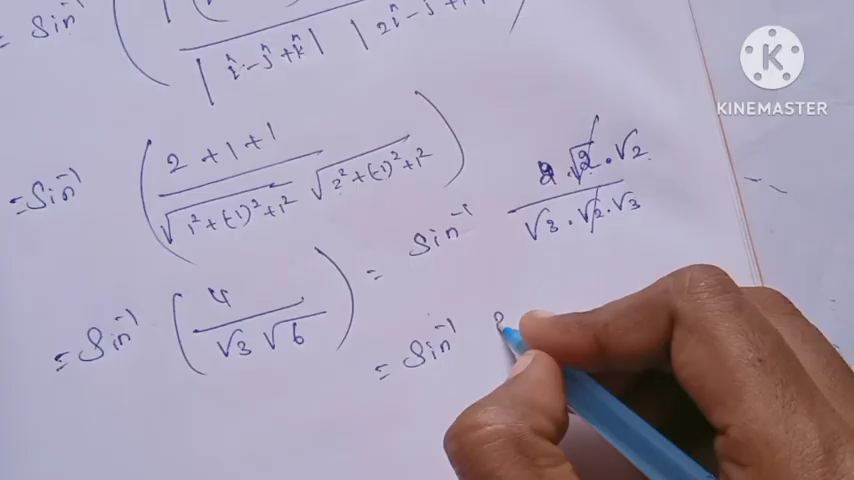 = Sin⁻¹
|î-ĵ+k̂| |2î-ĵ+
= Sin⁻¹ ( (2+1+1) / (√(1²+(-1)²+1²) √(2²+(-1)²+1²)) )
= Sin⁻¹ ( 4 / (√3 √6) ) = Sin⁻¹ (2.√2.√2) / (√3.√2.√3)
= Sin⁻¹ 2
K
KINEMASTER